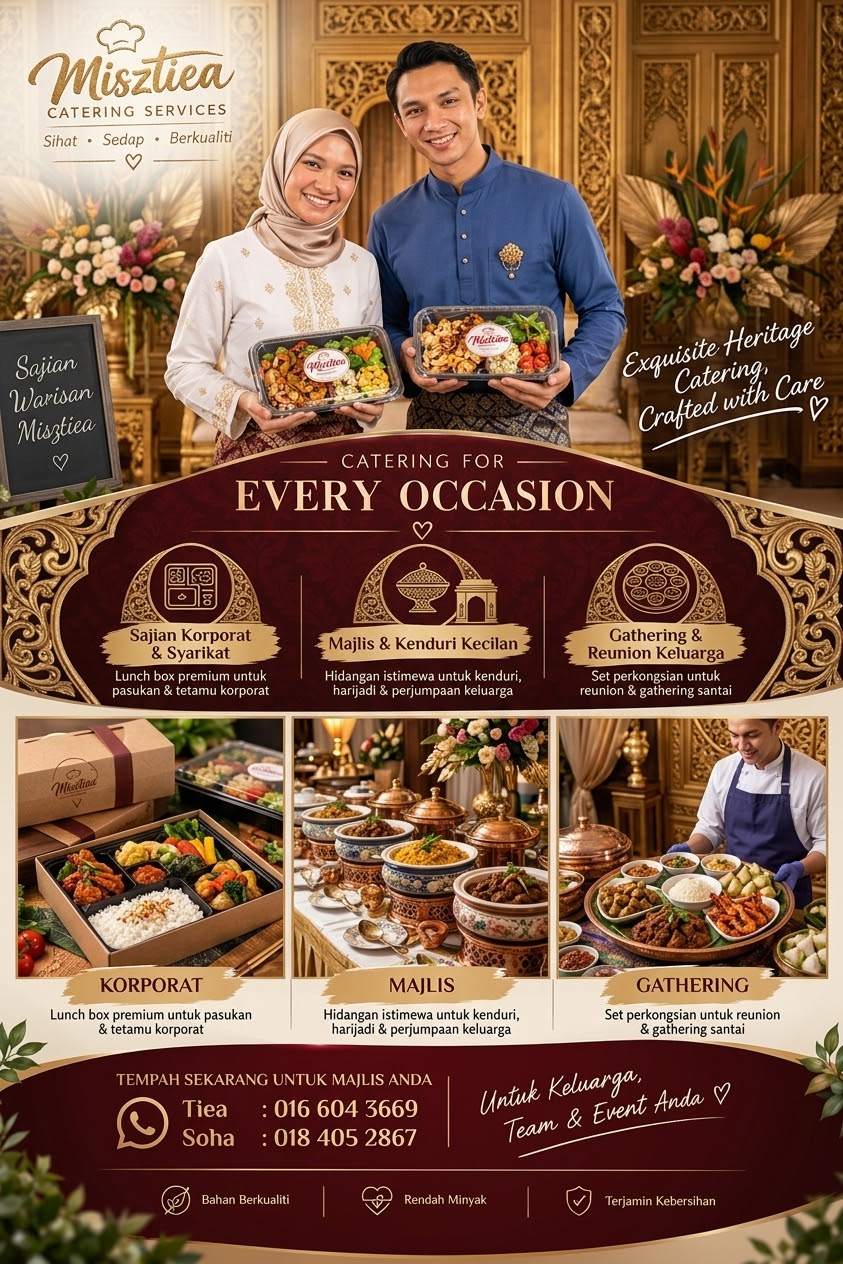 Misztiea
CATERING SERVICES
Sihat • Sedap • Berkualiti
Sajian
Warisan
Misztiea
Exquisite Heritage
Catering,
Crafted with Care
CATERING FOR
EVERY OCCASION
Sajian Korporat
& Syarikat
Lunch box premium untuk
pasukan & tetamu korporat
Majlis & Kenduri Kecilan
Hidangan istimewa untuk kenduri,
harijadi & perjumpaan keluarga
Gathering &
Reunion Keluarga
Set perkongsian untuk
reunion & gathering santai
Misztiea
KORPORAT
Lunch box premium untuk pasukan
& tetamu korporat
MAJLIS
Hidangan istimewa untuk kenduri,
harijadi & perjumpaan keluarga
GATHERING
Set perkongsian untuk reunion
& gathering santai
TEMPAH SEKARANG UNTUK MAJLIS ANDA
Tiea : 016 604 3669
Soha : 018 405 2867
Untuk Keluarga,
Team & Event Anda
Bahan Berkualiti
Rendah Minyak
Terjamin Kebersihan